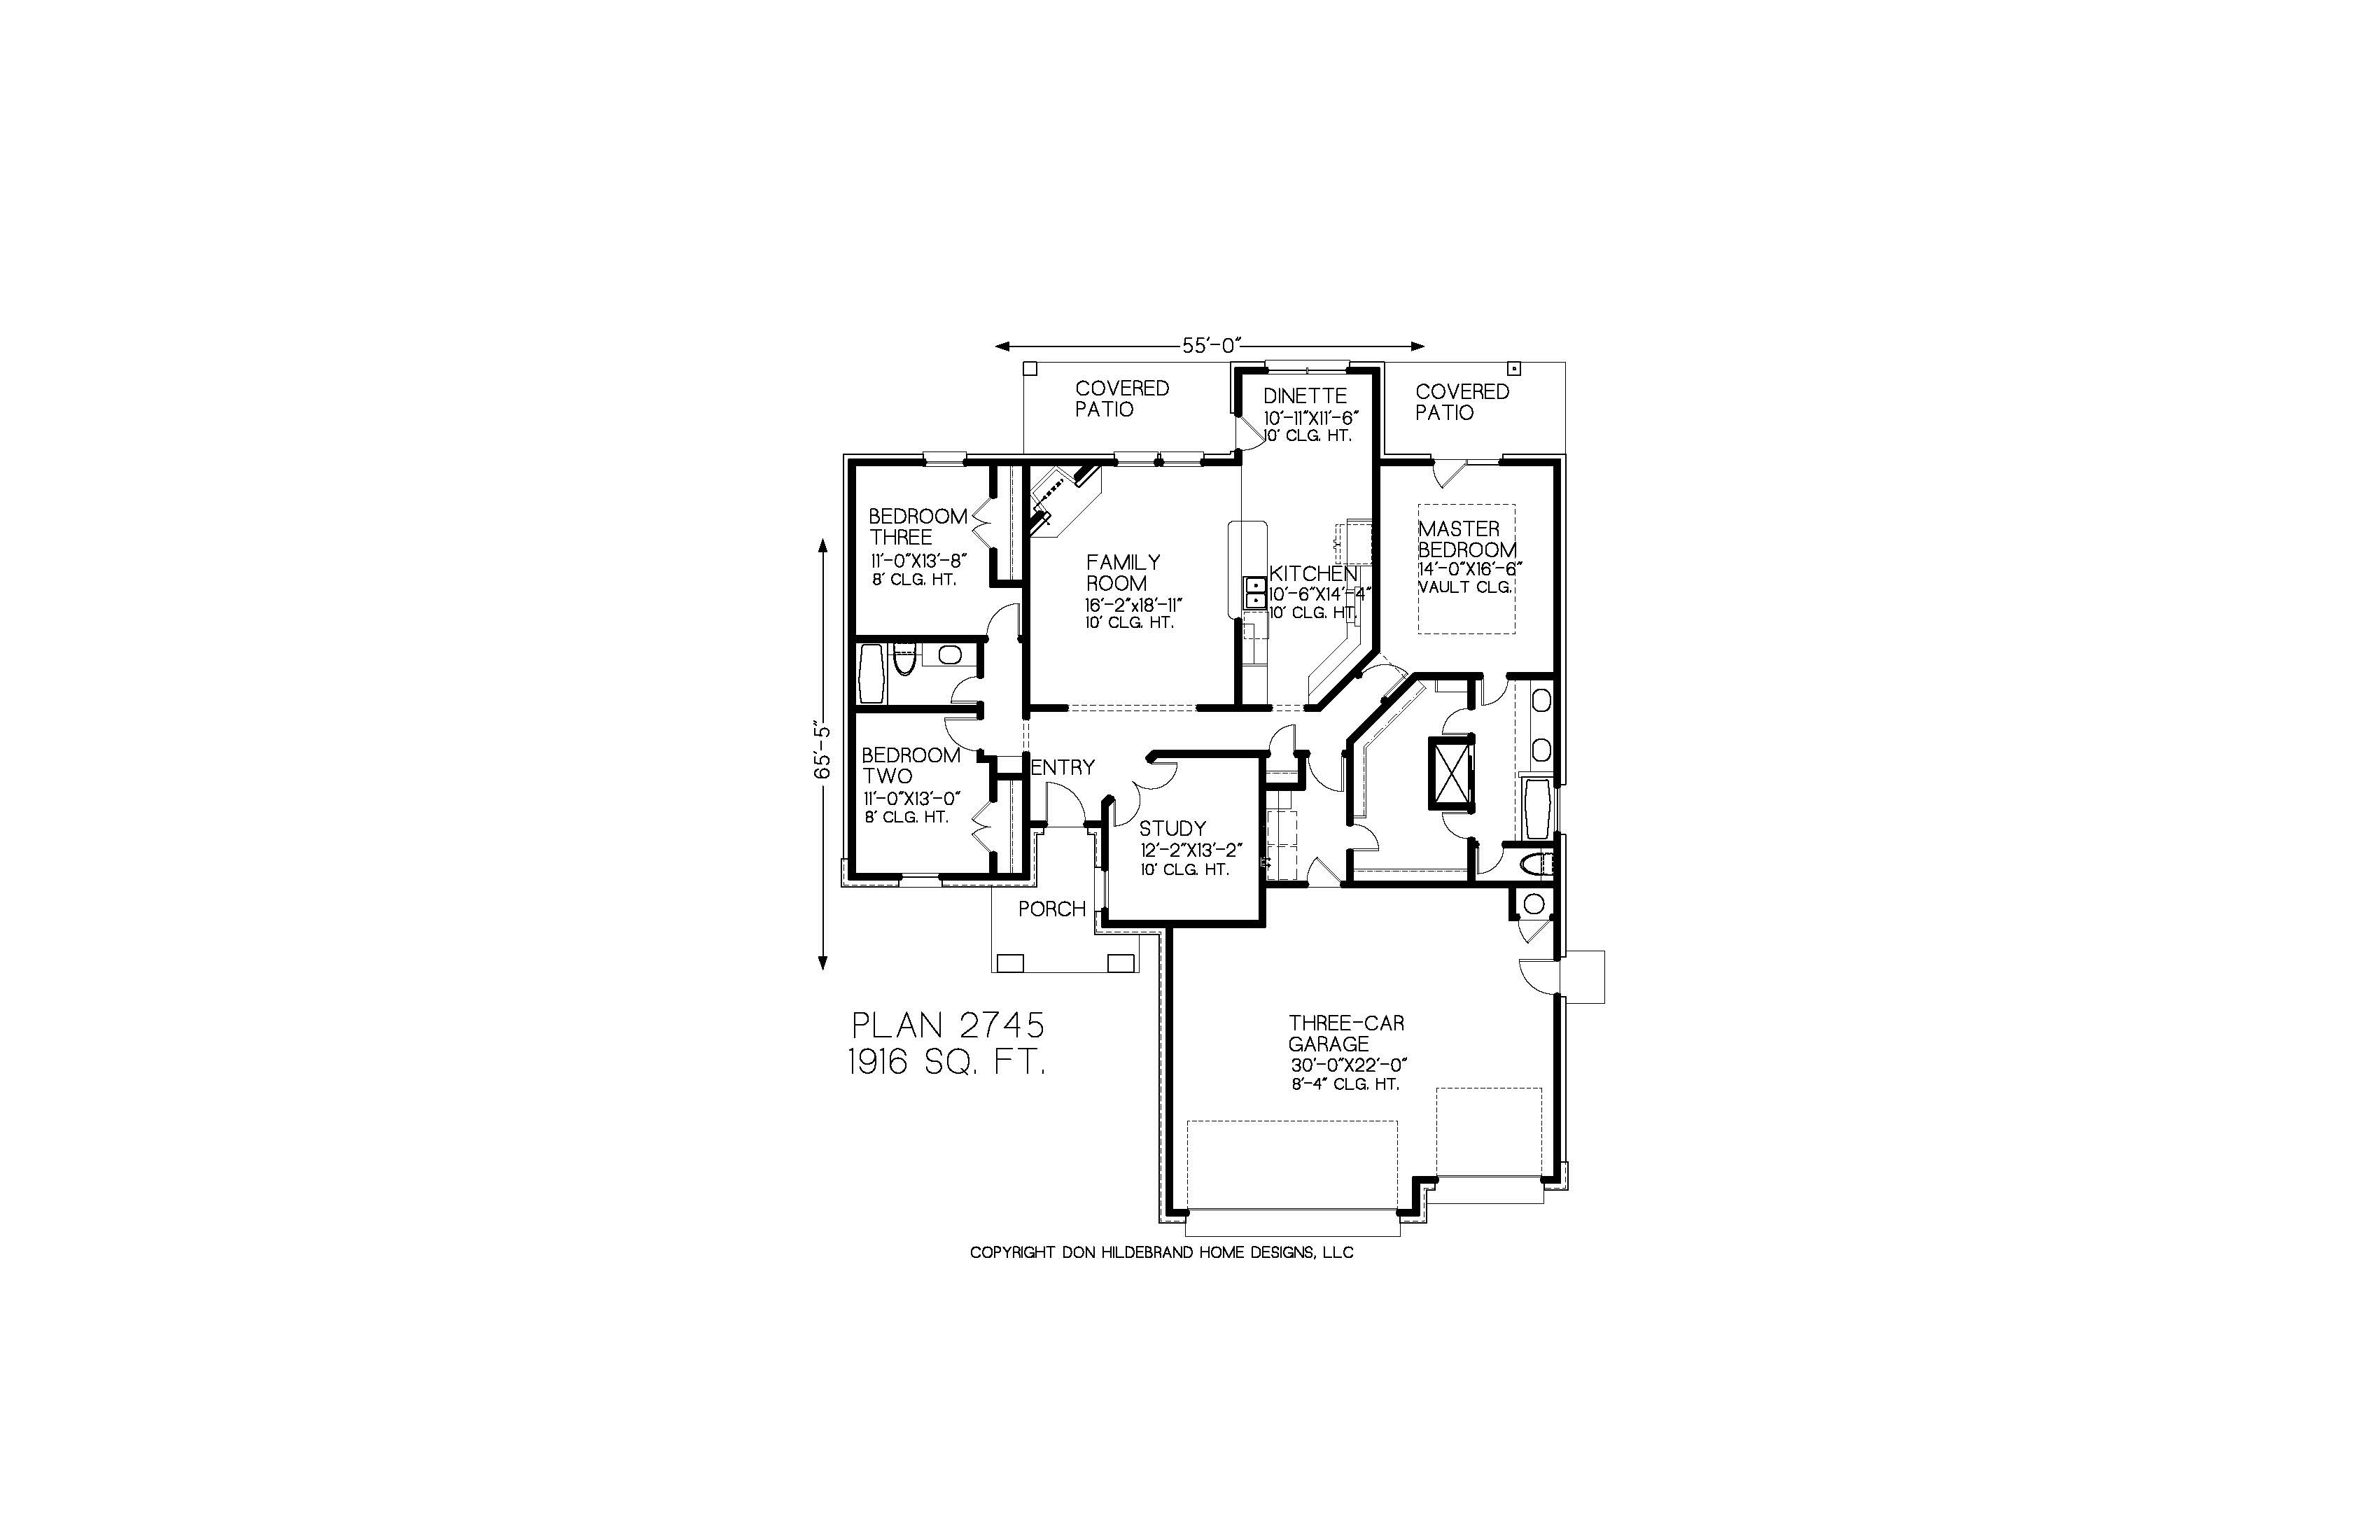 55'-0"
COVERED
PATIO
DINETTE
10'-11"X11'-6"
10' CLG. HT.
COVERED
PATIO
BEDROOM
THREE
11'-0"X13'-8"
8' CLG. HT.
FAMILY
ROOM
16'-2"x18'-11"
10' CLG. HT.
KITCHEN
10'-6"X14'-4"
10' CLG. HT.
MASTER
BEDROOM
14'-0"X16'-6"
VAULT CLG.
65'-5"
BEDROOM
TWO
11'-0"X13'-0"
8' CLG. HT.
ENTRY
STUDY
12'-2"X13'-2"
10' CLG. HT.
PORCH
PLAN 2745
1916 SQ. FT.
THREE-CAR
GARAGE
30'-0"X22'-0"
8'-4" CLG. HT.
COPYRIGHT DON HILDEBRAND HOME DESIGNS, LLC